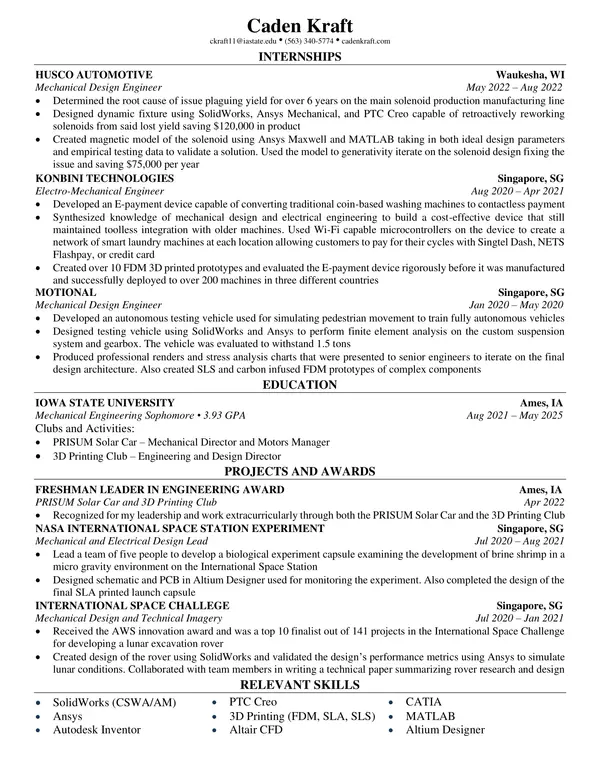 Caden Kraft
ckraft11@iastate.edu • (563) 340-5774 • cadenkraft.com
INTERNSHIPS
HUSCO AUTOMOTIVE Waukesha, WI
Mechanical Design Engineer May 2022 – Aug 2022
• Determined the root cause of issue plaguing yield for over 6 years on the main solenoid production manufacturing line
• Designed dynamic fixture using SolidWorks, Ansys Mechanical, and PTC Creo capable of retroactively reworking
solenoids from said lost yield saving $120,000 in product
• Created magnetic model of the solenoid using Ansys Maxwell and MATLAB taking in both ideal design parameters
and empirical testing data to validate a solution. Used the model to generativity iterate on the solenoid design fixing the
issue and saving $75,000 per year
KONBINI TECHNOLOGIES Singapore, SG
Electro-Mechanical Engineer Aug 2020 – Apr 2021
• Developed an E-payment device capable of converting traditional coin-based washing machines to contactless payment
• Synthesized knowledge of mechanical design and electrical engineering to build a cost-effective device that still
maintained toolless integration with older machines. Used Wi-Fi capable microcontrollers on the device to create a
network of smart laundry machines at each location allowing customers to pay for their cycles with Singtel Dash, NETS
Flashpay, or credit card
• Created over 10 FDM 3D printed prototypes and evaluated the E-payment device rigorously before it was manufactured
and successfully deployed to over 200 machines in three different countries
MOTIONAL Singapore, SG
Mechanical Design Engineer Jan 2020 – May 2020
• Developed an autonomous testing vehicle used for simulating pedestrian movement to train fully autonomous vehicles
• Designed testing vehicle using SolidWorks and Ansys to perform finite element analysis on the custom suspension
system and gearbox. The vehicle was evaluated to withstand 1.5 tons
• Produced professional renders and stress analysis charts that were presented to senior engineers to iterate on the final
design architecture. Also created SLS and carbon infused FDM prototypes of complex components
EDUCATION
IOWA STATE UNIVERSITY Ames, IA
Mechanical Engineering Sophomore • 3.93 GPA Aug 2021 – May 2025
Clubs and Activities:
• PRISUM Solar Car – Mechanical Director and Motors Manager
• 3D Printing Club – Engineering and Design Director
PROJECTS AND AWARDS
FRESHMAN LEADER IN ENGINEERING AWARD Ames, IA
PRISUM Solar Car and 3D Printing Club Apr 2022
• Recognized for my leadership and work extracurricularly through both the PRISUM Solar Car and the 3D Printing Club
NASA INTERNATIONAL SPACE STATION EXPERIMENT Singapore, SG
Mechanical and Electrical Design Lead Jul 2020 – Aug 2021
• Lead a team of five people to develop a biological experiment capsule examining the development of brine shrimp in a
micro gravity environment on the International Space Station
• Designed schematic and PCB in Altium Designer used for monitoring the experiment. Also completed the design of the
final SLA printed launch capsule
INTERNATIONAL SPACE CHALLEGE Singapore, SG
Mechanical Design and Technical Imagery Jul 2020 – Jan 2021
• Received the AWS innovation award and was a top 10 finalist out of 141 projects in the International Space Challenge
for developing a lunar excavation rover
• Created design of the rover using SolidWorks and validated the design's performance metrics using Ansys to simulate
lunar conditions. Collaborated with team members in writing a technical paper summarizing rover research and design
RELEVANT SKILLS
• SolidWorks (CSWA/AM) • PTC Creo • CATIA
• Ansys • 3D Printing (FDM, SLA, SLS) • MATLAB
• Autodesk Inventor • Altair CFD • Altium Designer